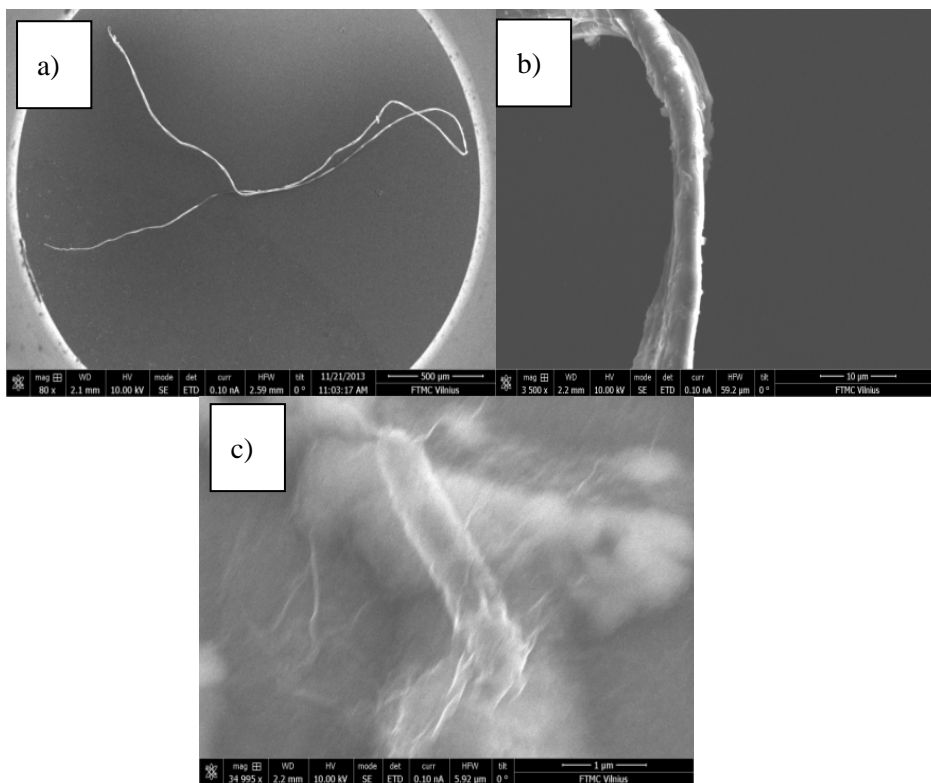 a)
b)
mag WD HV mode det curr HFW tilt 11/21/2013 500 µm
80 x 2.1 mm 10.00 kV SE ETD 0.10 nA 2.59 mm 0 ° 11:03:17 AM FTMC Vilnius
mag WD HV mode det curr HFW tilt 10 µm
3 500 x 2.2 mm 10.00 kV SE ETD 0.10 nA 59.2 µm 0 ° FTMC Vilnius
c)
mag WD HV mode det curr HFW tilt 1 µm
34 995 x 2.2 mm 10.00 kV SE ETD 0.10 nA 5.92 µm 0 ° FTMC Vilnius